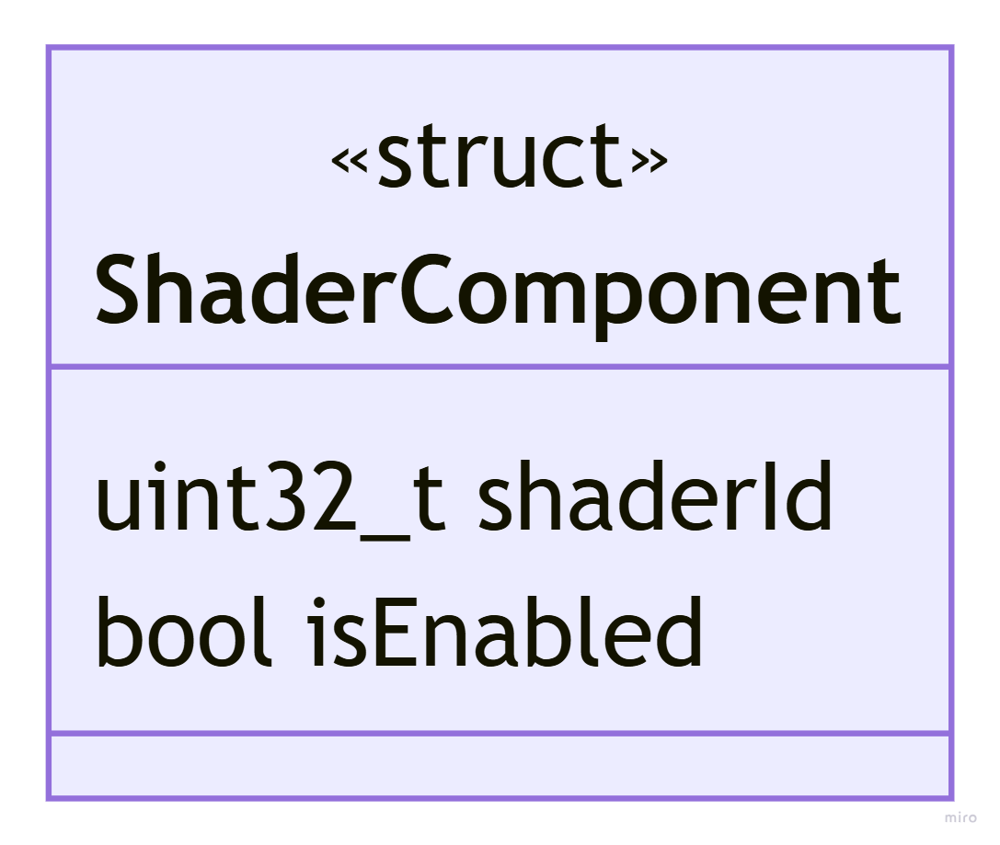 «struct»
ShaderComponent
uint32_t shaderId
bool isEnabled
miro